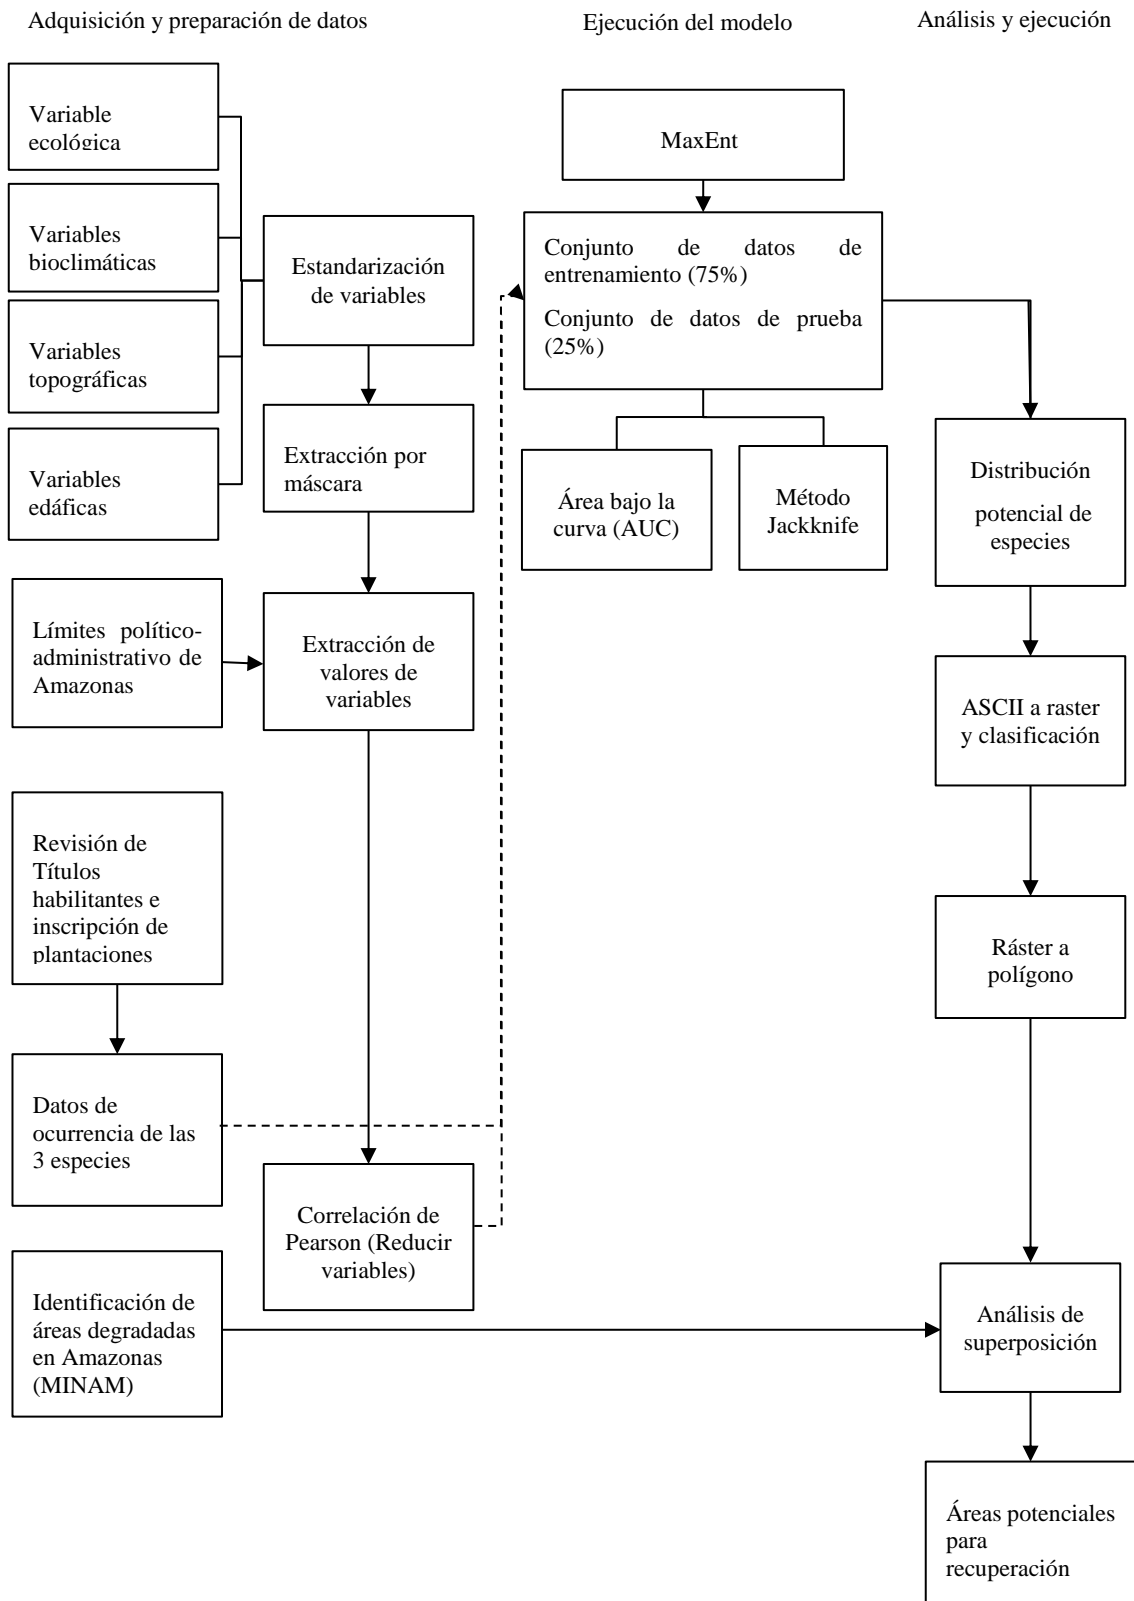 Adquisición y preparación de datos
Ejecución del modelo
Análisis y ejecución
Variable
ecológica
Variables
bioclimáticas
Variables
topográficas
Variables
edáficas
Estandarización
de variables
Extracción por
máscara
Límites político-
administrativo de
Amazonas
Extracción de
valores de
variables
Revisión de
Títulos
habilitantes e
inscripción de
plantaciones
Datos de
ocurrencia de las
3 especies
Correlación de
Pearson (Reducir
variables)
Identificación de
áreas degradadas
en Amazonas
(MINAM)
MaxEnt
Conjunto de datos de
entrenamiento (75%)
Conjunto de datos de prueba
(25%)
Área bajo la
curva (AUC)
Método
Jackknife
Distribución
potencial de
especies
ASCII a raster
y clasificación
Ráster a
polígono
Análisis de
superposición
Áreas potenciales
para
recuperación